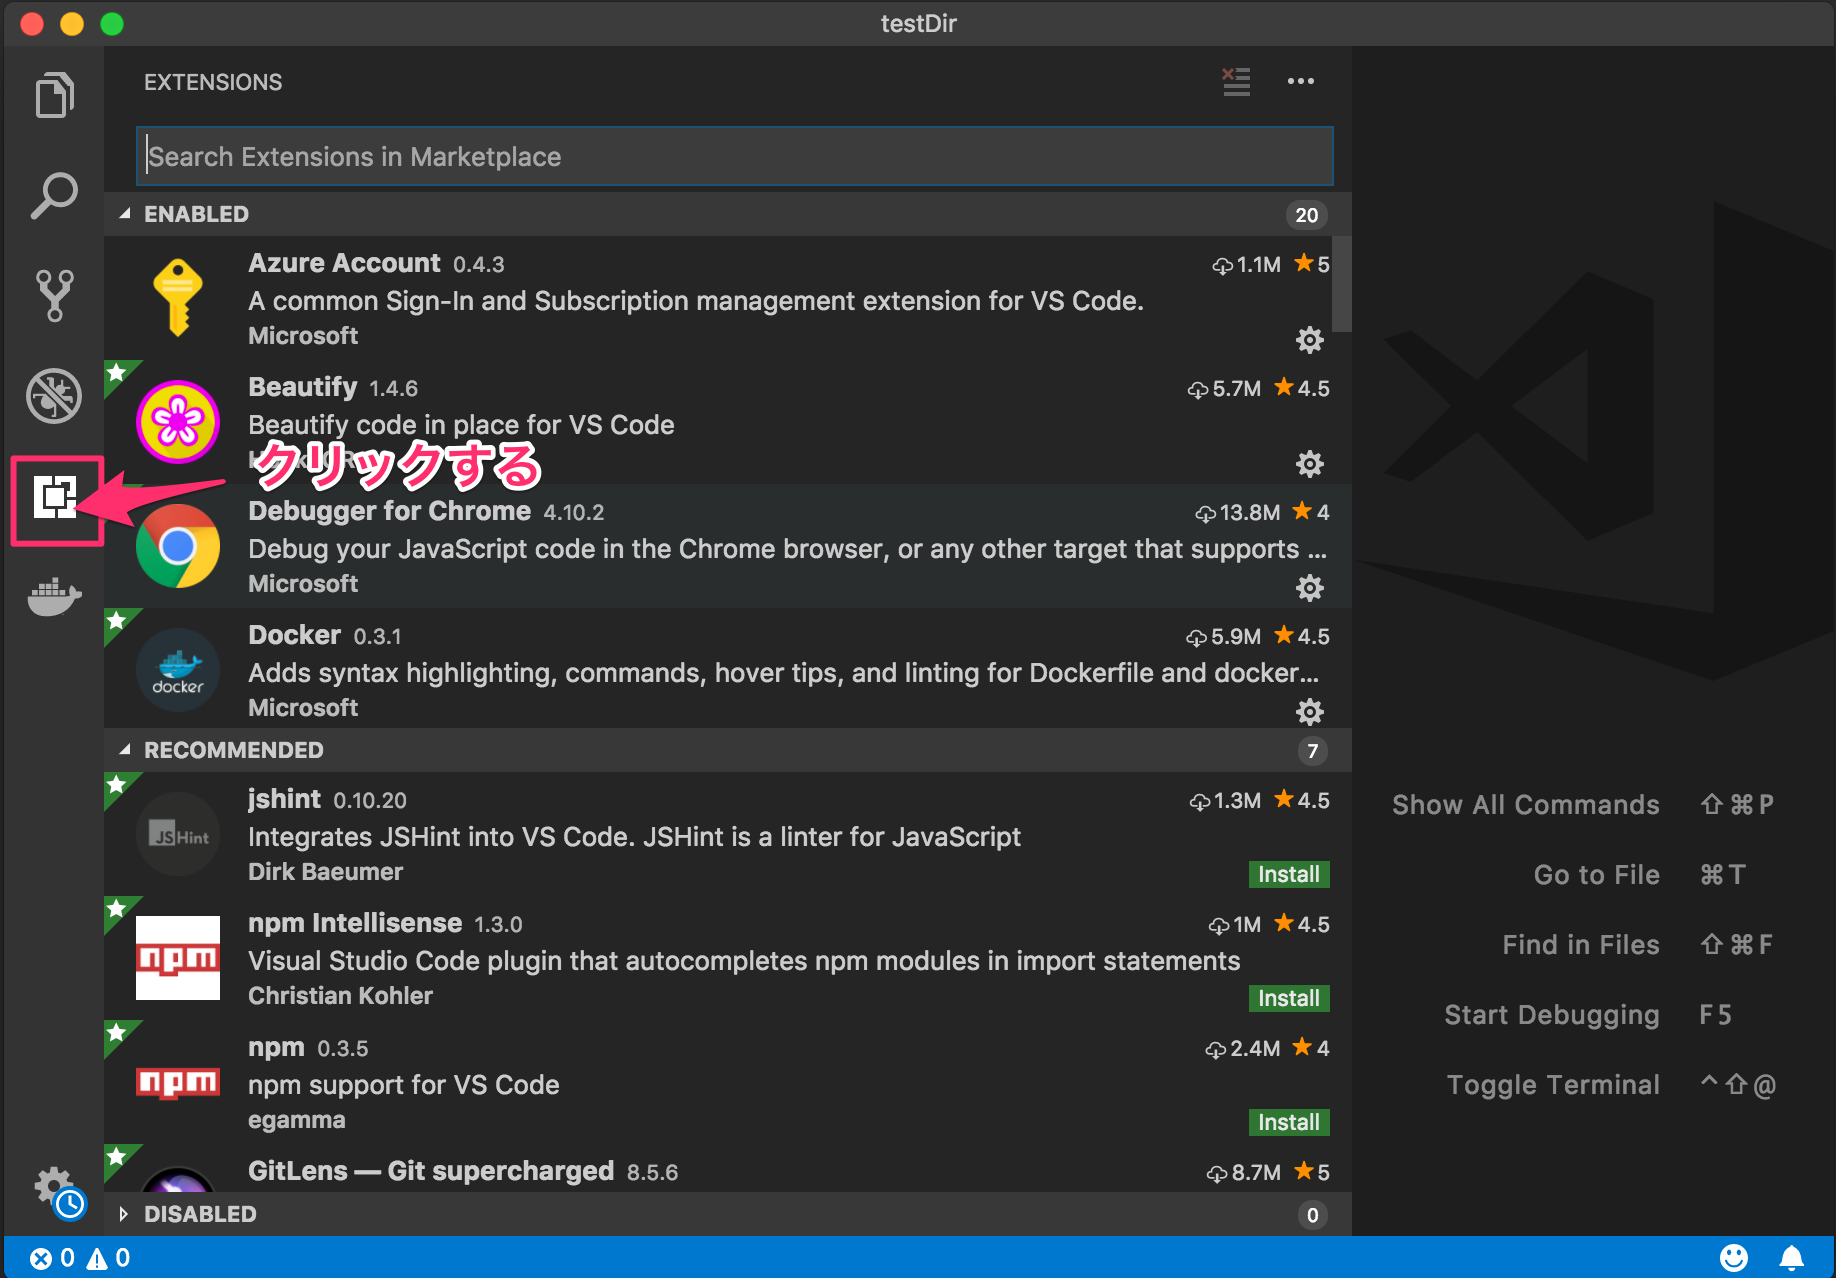 testDir
EXTENSIONS
Search Extensions in Marketplace
ENABLED 20
Azure Account 0.4.3 1.1M 5
A common Sign-In and Subscription management extension for VS Code.
Microsoft
Beautify 1.4.6 5.7M 4.5
Beautify code in place for VS Code
クリックする
Debugger for Chrome 4.10.2 13.8M 4
Debug your JavaScript code in the Chrome browser, or any other target that supports ...
Microsoft
docker
Docker 0.3.1 5.9M 4.5
Adds syntax highlighting, commands, hover tips, and linting for Dockerfile and docker...
Microsoft
RECOMMENDED 7
JSHint
jshint 0.10.20 1.3M 4.5
Integrates JSHint into VS Code. JSHint is a linter for JavaScript
Dirk Baeumer Install
npm
npm Intellisense 1.3.0 1M 4.5
Visual Studio Code plugin that autocompletes npm modules in import statements
Christian Kohler Install
npm
npm 0.3.5 2.4M 4
npm support for VS Code
egamma Install
GitLens — Git supercharged 8.5.6 8.7M 5
DISABLED 0
Show All Commands ⇧⌘P
Go to File ⌘T
Find in Files ⇧⌘F
Start Debugging F5
Toggle Terminal ^⇧@
0 0